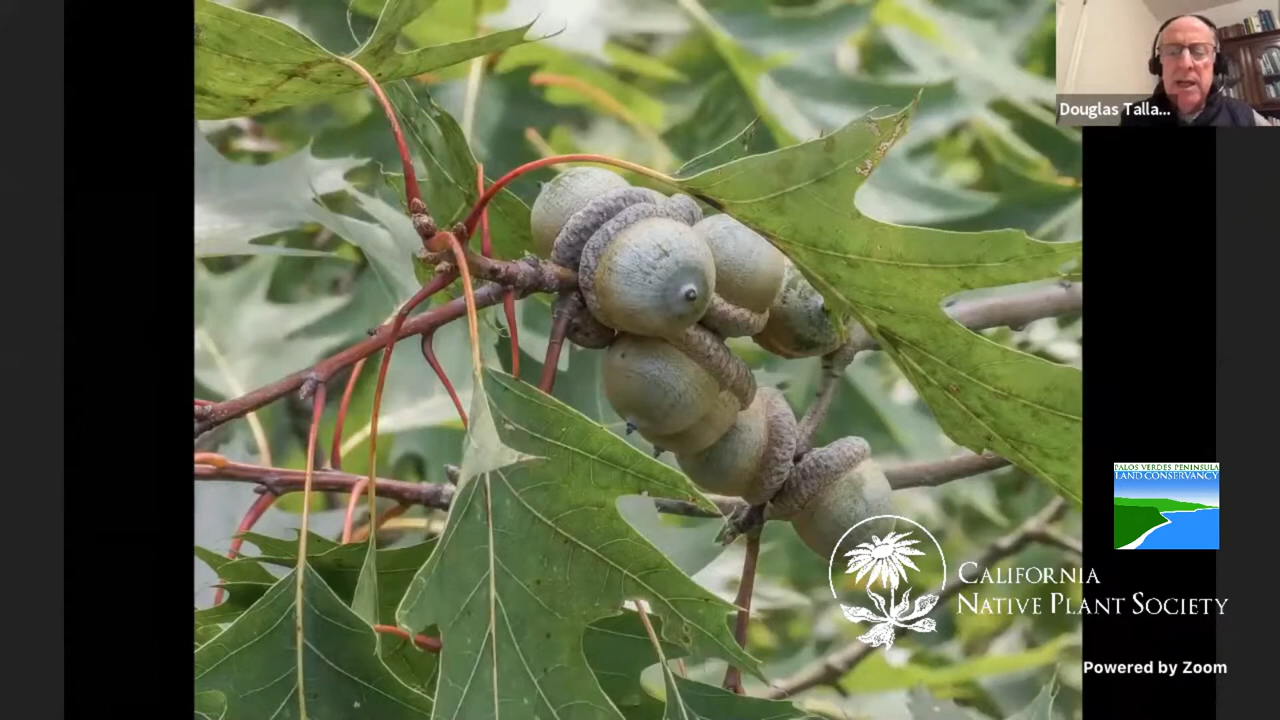 Douglas Talla...
PALOS VERDES PENINSULA
LAND CONSERVANCY
CALIFORNIA
NATIVE PLANT SOCIETY
Powered by Zoom